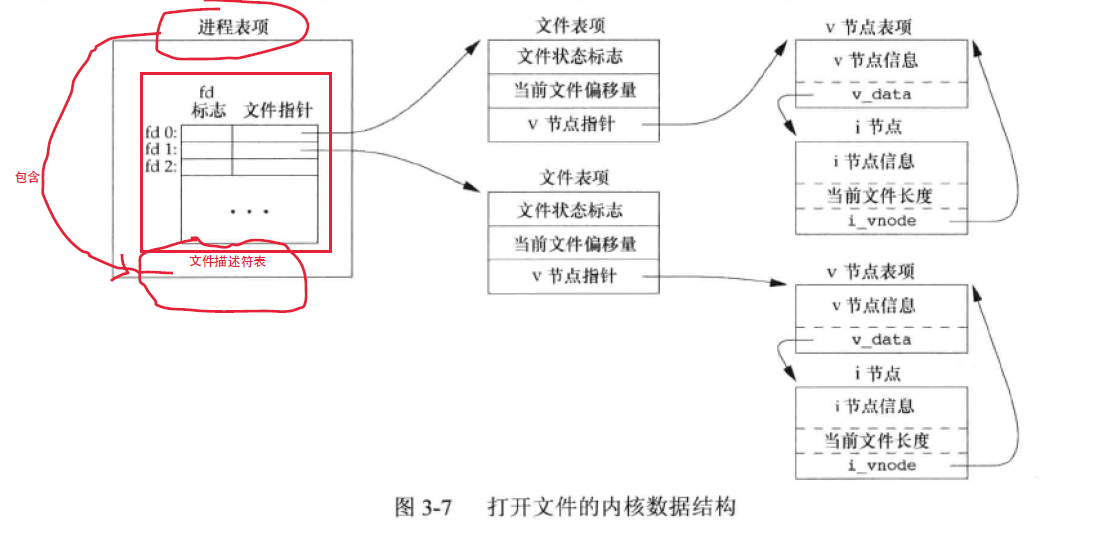 进程表项
fd
标志 文件指针
fd 0:
fd 1:
fd 2:
...
文件描述符表
包含
文件表项
文件状态标志
当前文件偏移量
v 节点指针
文件表项
文件状态标志
当前文件偏移量
v 节点指针
v 节点表项
v 节点信息
v_data
i 节点
i 节点信息
当前文件长度
i_vnode
v 节点表项
v 节点信息
v_data
i 节点
i 节点信息
当前文件长度
i_vnode
图 3-7 打开文件的内核数据结构